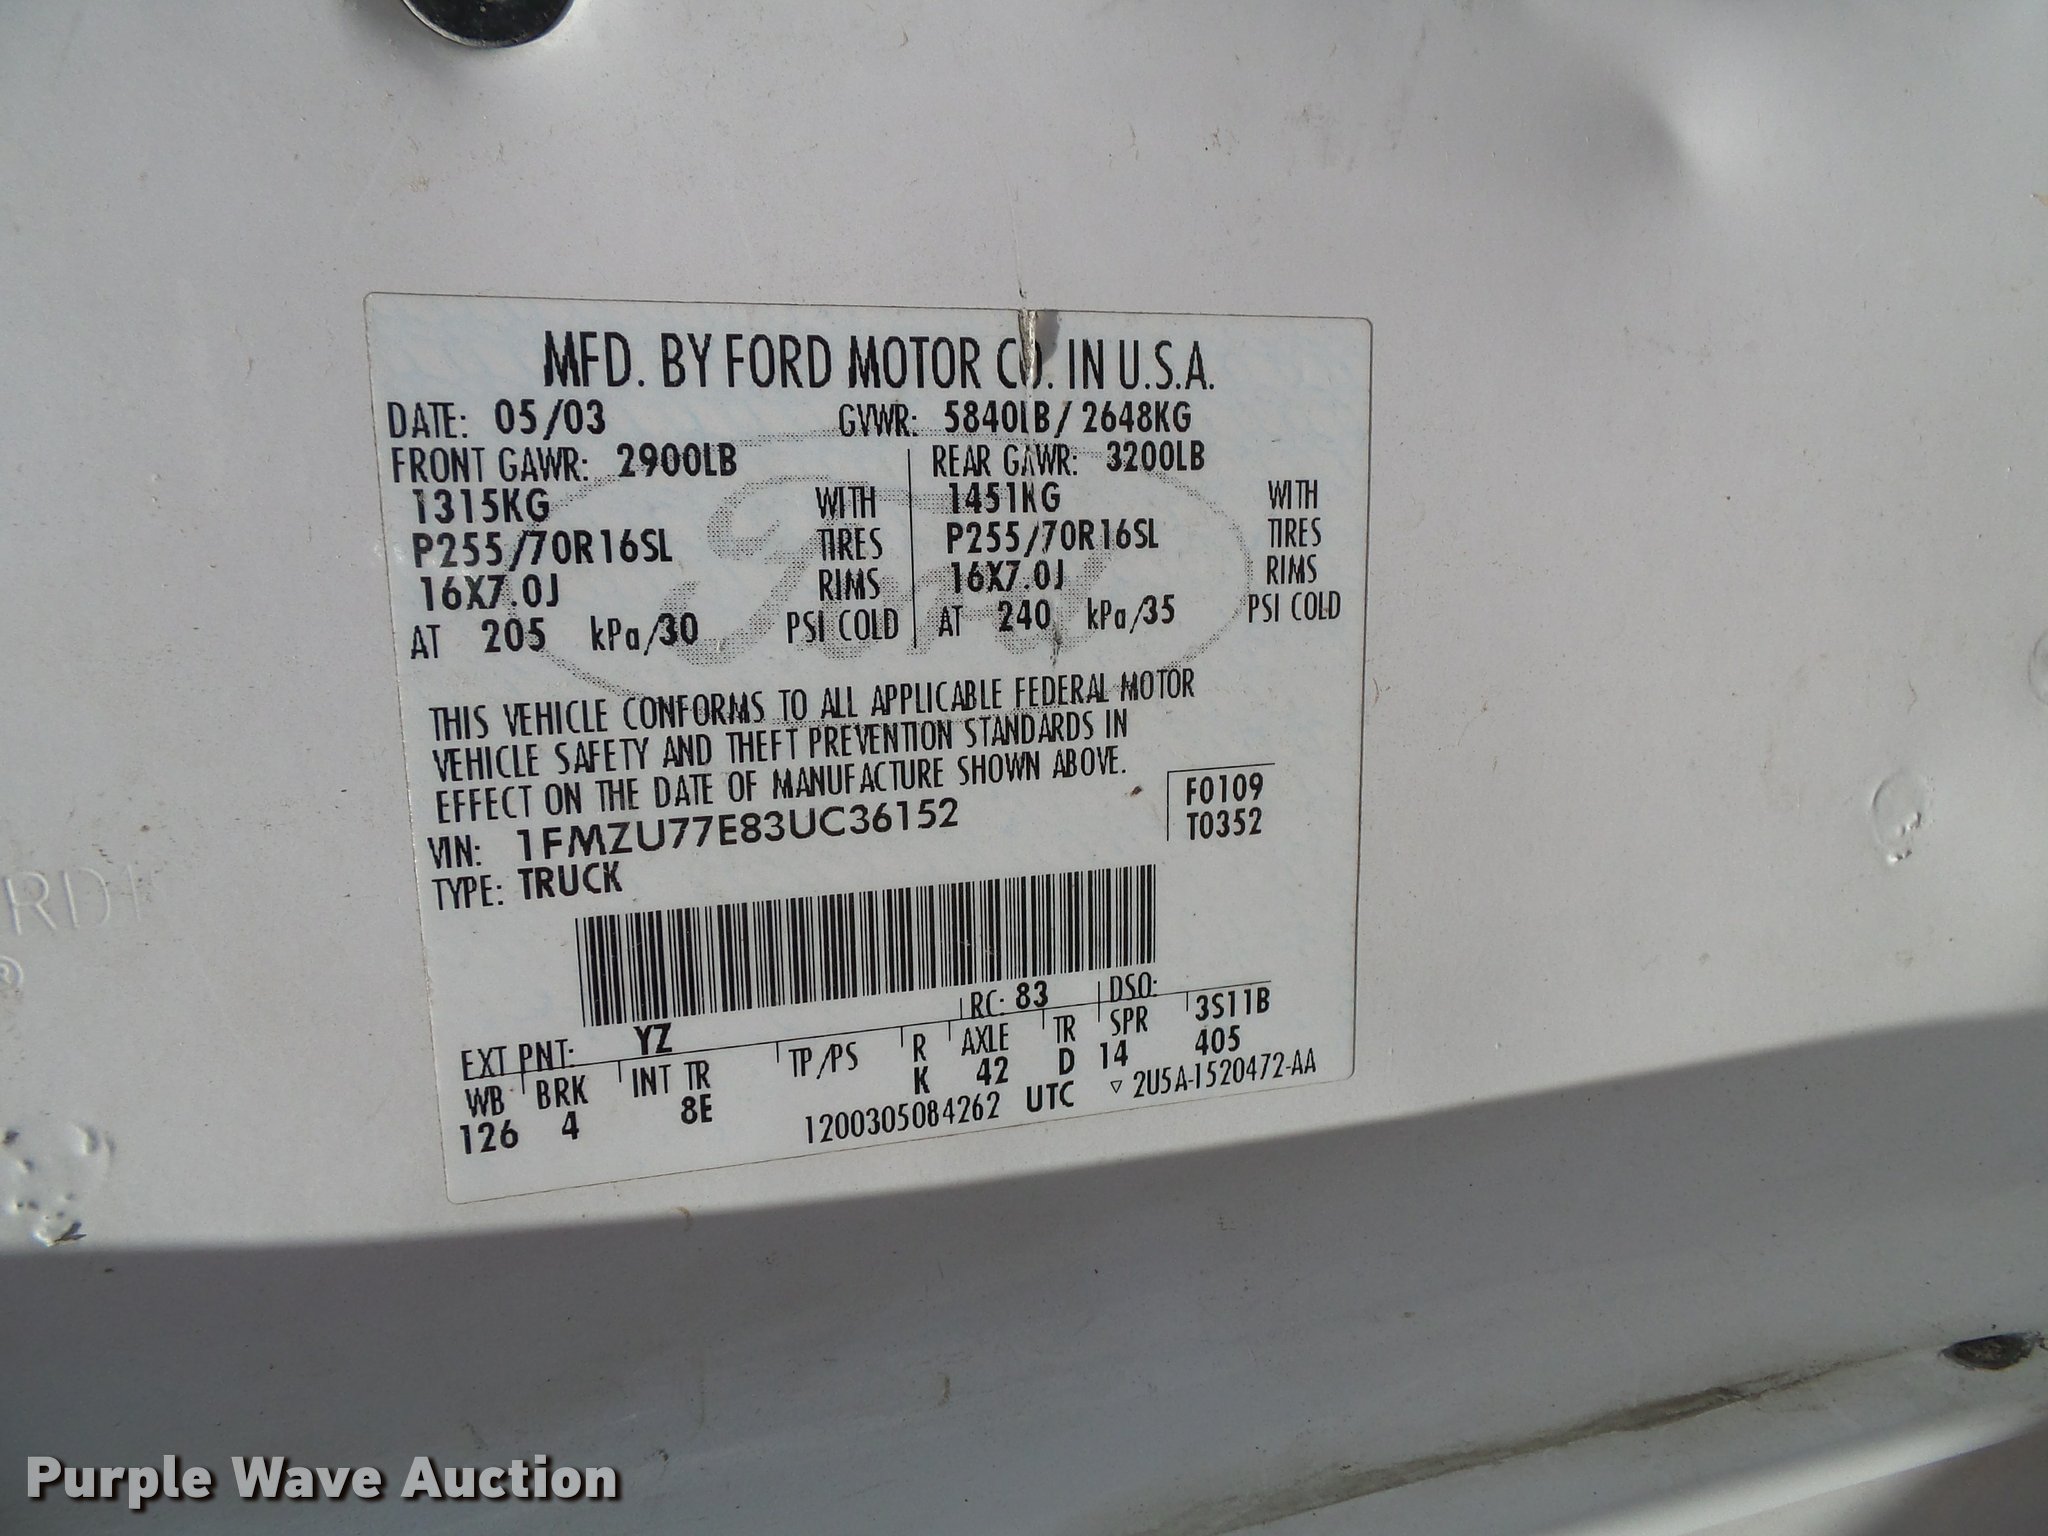 MFD. BY FORD MOTOR CO. IN U.S.A.
DATE: 05/03 GVWR: 5840LB/2648KG
FRONT GAWR: 2900LB REAR GAWR: 3200LB
1315KG WITH 1451KG WITH
P255/70R16SL TIRES P255/70R16SL TIRES
16X7.0J RIMS 16X7.0J RIMS
AT 205 kPa/30 PSI COLD AT 240 kPa/35 PSI COLD
Ford
THIS VEHICLE CONFORMS TO ALL APPLICABLE FEDERAL MOTOR
VEHICLE SAFETY AND THEFT PREVENTION STANDARDS IN
EFFECT ON THE DATE OF MANUFACTURE SHOWN ABOVE.
F0109
VIN: 1FMZU77E83UC36152 T0352
TYPE: TRUCK
EXT PNT: YZ RC: 83 DSO: 3S11B
WB BRK INT TR TP/PS R AXLE TR SPR 405
126 4 8E K 42 D 14
1200305084262 UTC ▽ 2U5A-1520472-AA
®
Purple Wave Auction